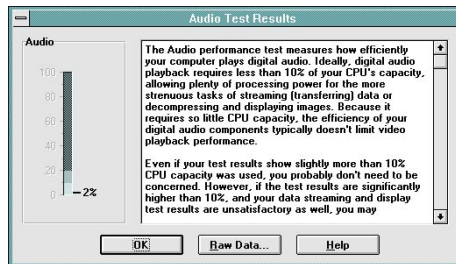 Audio Test Results
Audio
100
80
60
40
20
0
2%
The Audio performance test measures how efficiently
your computer plays digital audio. Ideally, digital audio
playback requires less than 10% of your CPU's capacity,
allowing plenty of processing power for the more
strenuous tasks of streaming (transferring) data or
decompressing and displaying images. Because it
requires so little CPU capacity, the efficiency of your
digital audio components typically doesn't limit video
playback performance.
Even if your test results show slightly more than 10%
CPU capacity was used, you probably don't need to be
concerned. However, if the test results are significantly
higher than 10%, and your data streaming and display
test results are unsatisfactory as well, you may
OK
Raw Data...
Help